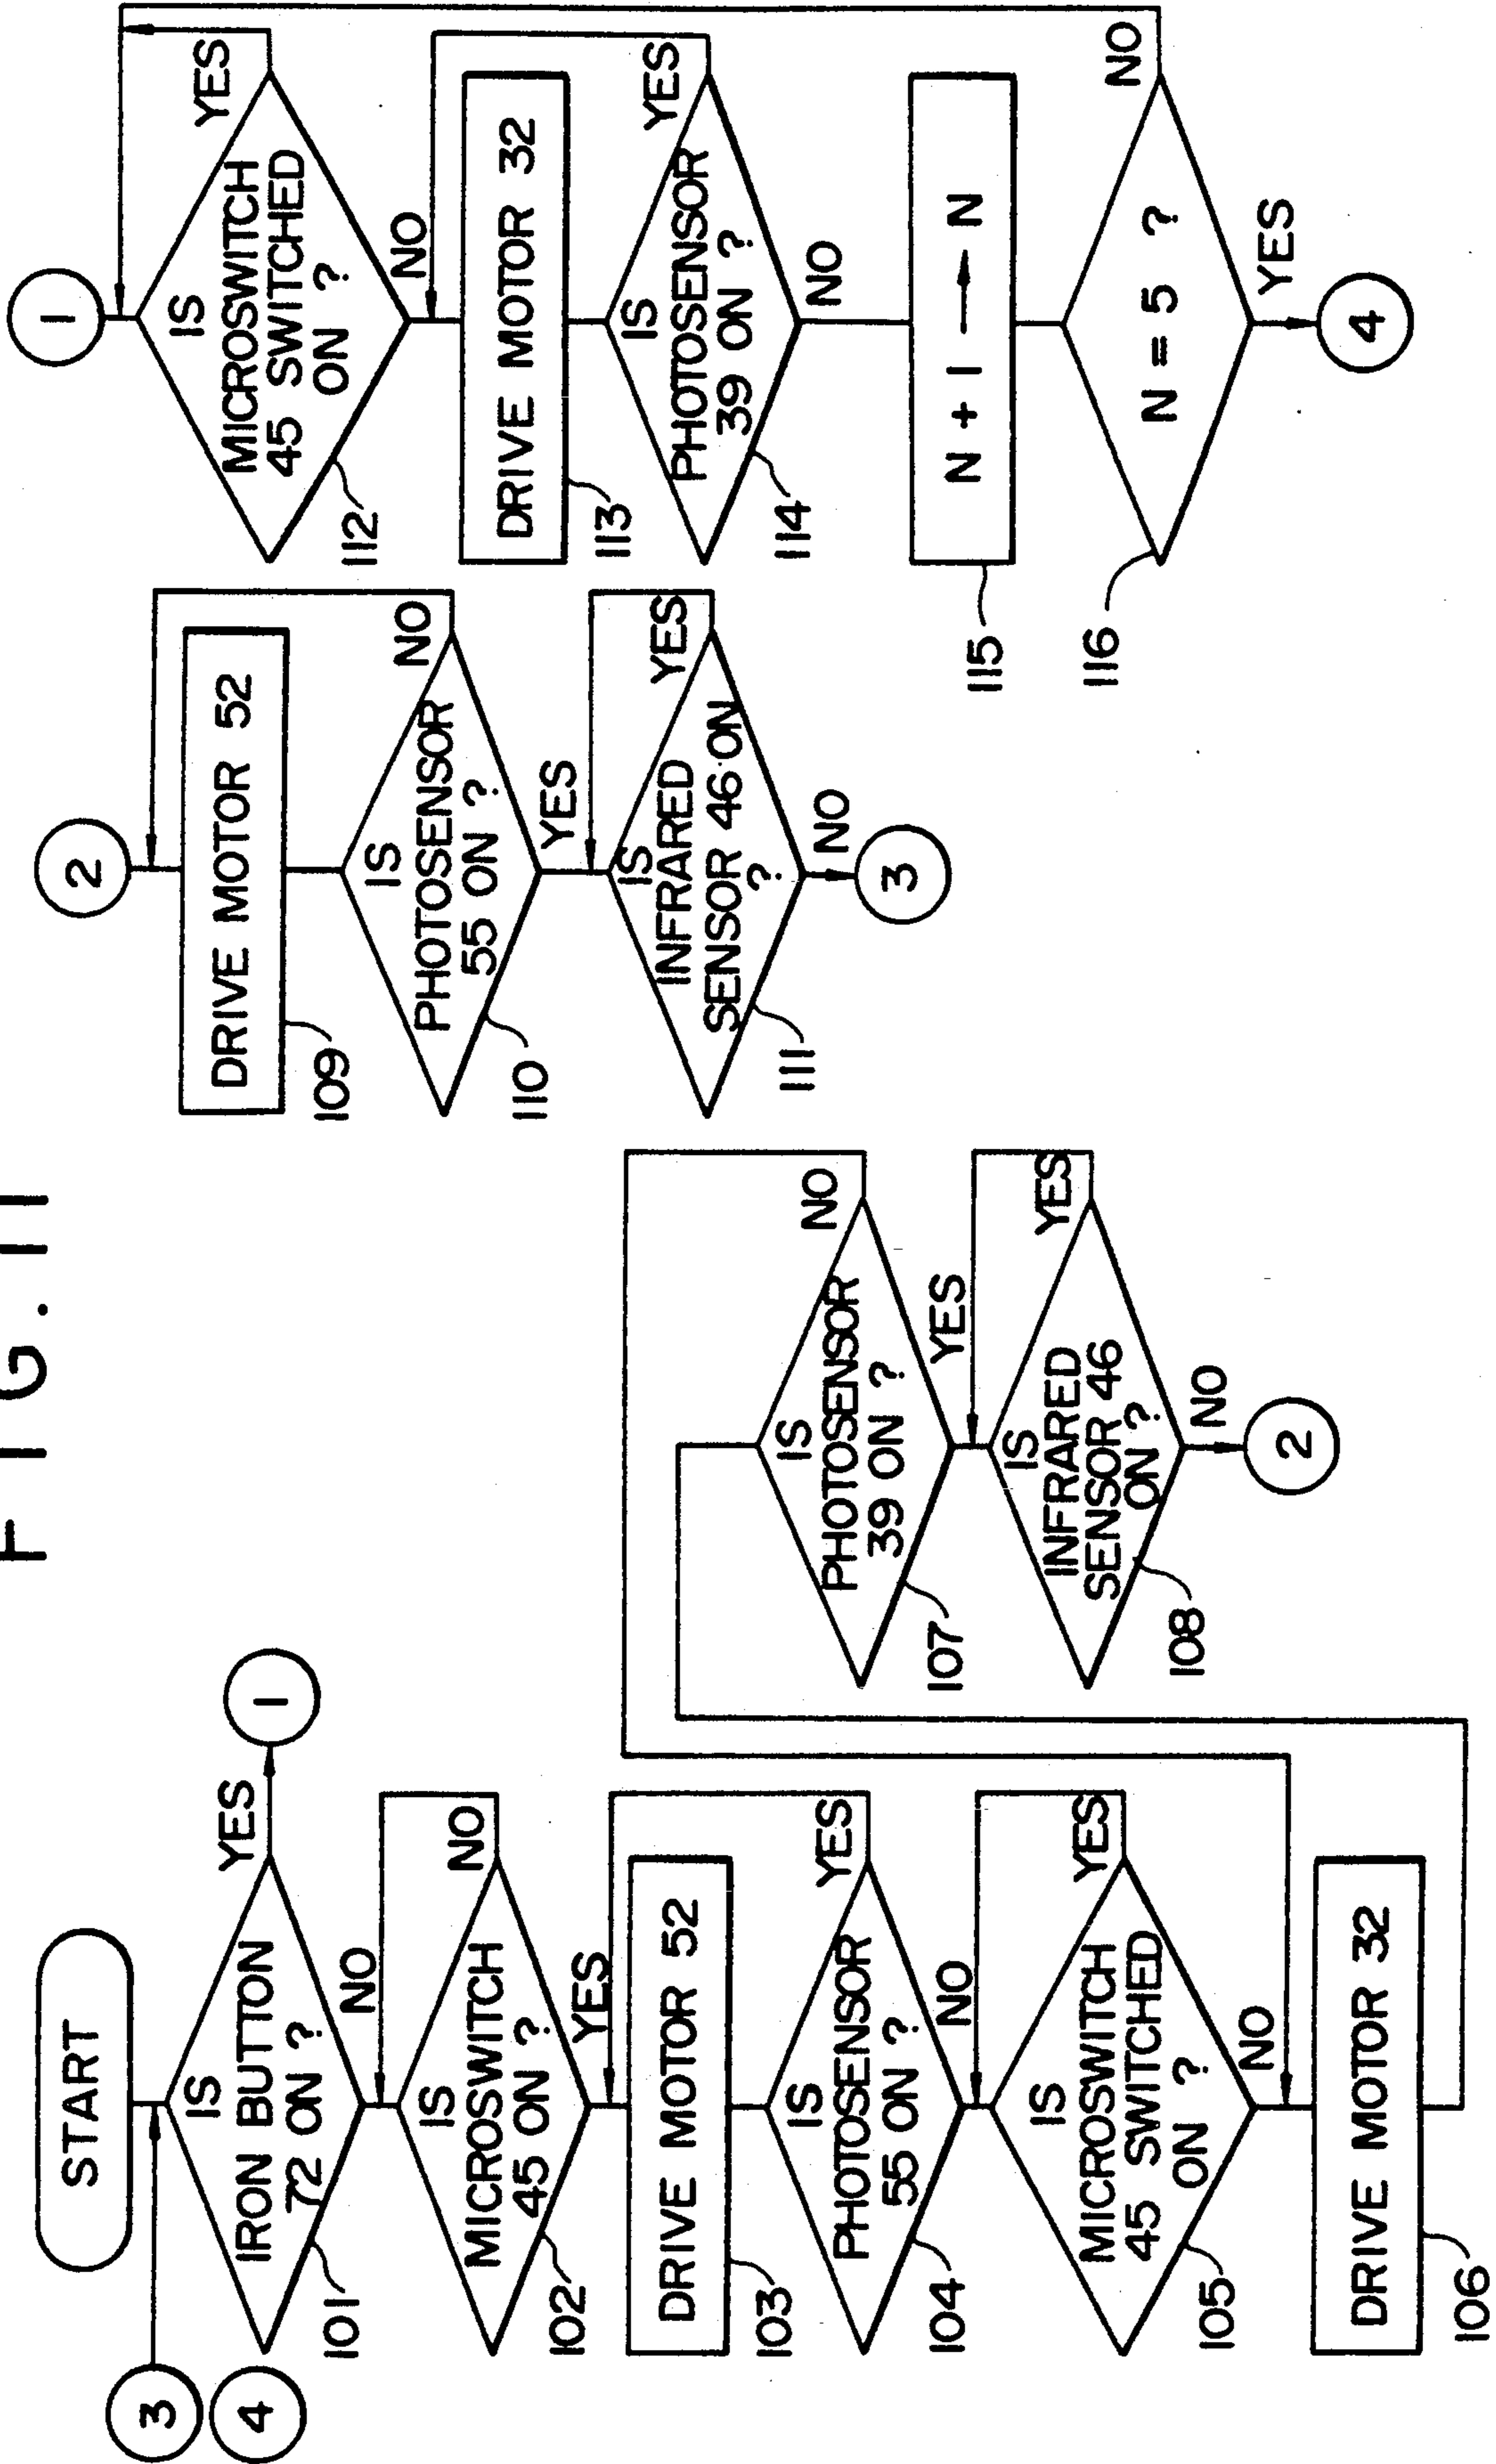 FIG. 11
START
3
4
IS
IRON BUTTON
72 ON ?
YES
1
NO
101
IS
MICROSWITCH
45 ON ?
NO
YES
102
DRIVE MOTOR 52
103
IS
PHOTOSENSOR
55 ON ?
YES
NO
104
IS
MICROSWITCH
45 SWITCHED
ON ?
YES
NO
105
DRIVE MOTOR 32
106
IS
PHOTOSENSOR
39 ON ?
NO
YES
107
IS
INFRARED
SENSOR 46
ON ?
YES
NO
108
2
2
DRIVE MOTOR 52
109
IS
PHOTOSENSOR
55 ON ?
NO
YES
110
IS
INFRARED
SENSOR 46 ON
?
YES
NO
111
3
1
IS
MICROSWITCH
45 SWITCHED
ON ?
YES
NO
112
DRIVE MOTOR 32
113
IS
PHOTOSENSOR
39 ON ?
YES
NO
114
N + 1 → N
115
N = 5 ?
NO
YES
116
4